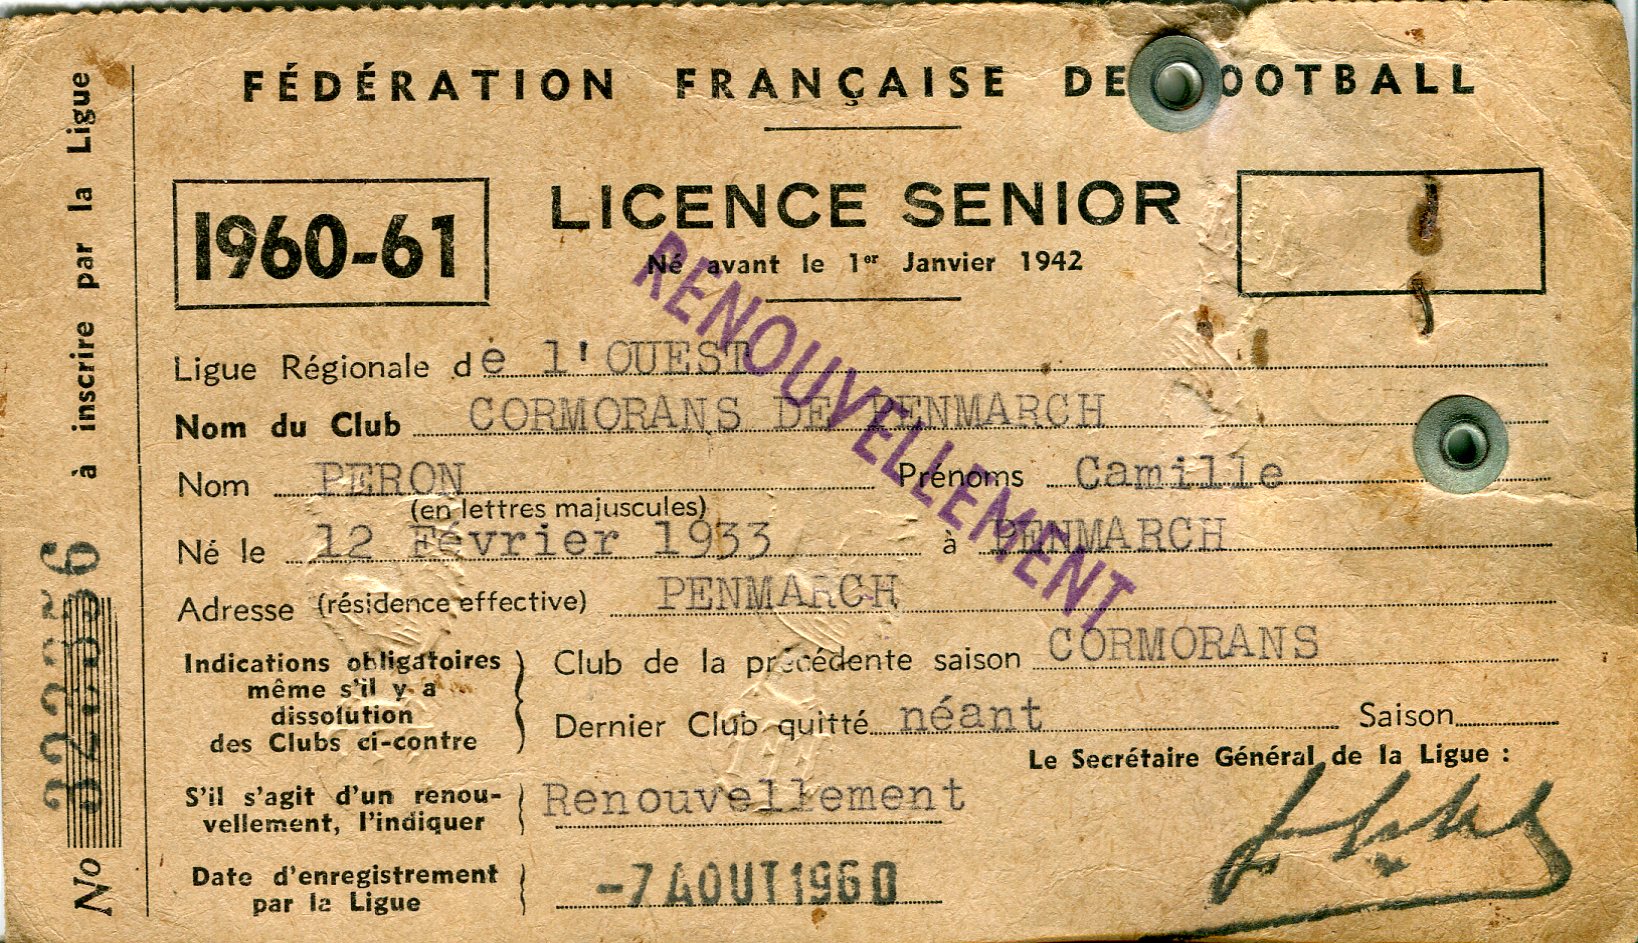 FÉDÉRATION FRANÇAISE DE OOTBALL
1960-61
LICENCE SENIOR
Né avant le 1er Janvier 1942
RENOUVELLEMENT
Ligue Régionale de l'OUEST
Nom du Club CORMORANS DE PENMARCH
Nom PERON Prénoms Camille
(en lettres majuscules)
Né le 12 Février 1933 à PENMARCH
Adresse (résidence effective) PENMARCH
Indications obligatoires
même s'il y a
dissolution
des Clubs ci-contre
Club de la précédente saison CORMORANS
Dernier Club quitté néant Saison
Le Secrétaire Général de la Ligue :
S'il s'agit d'un renou-
vellement, l'indiquer
Renouvellement
Date d'enregistrement
par la Ligue
-7 AOUT 1960
No
à inscrire par la Ligue